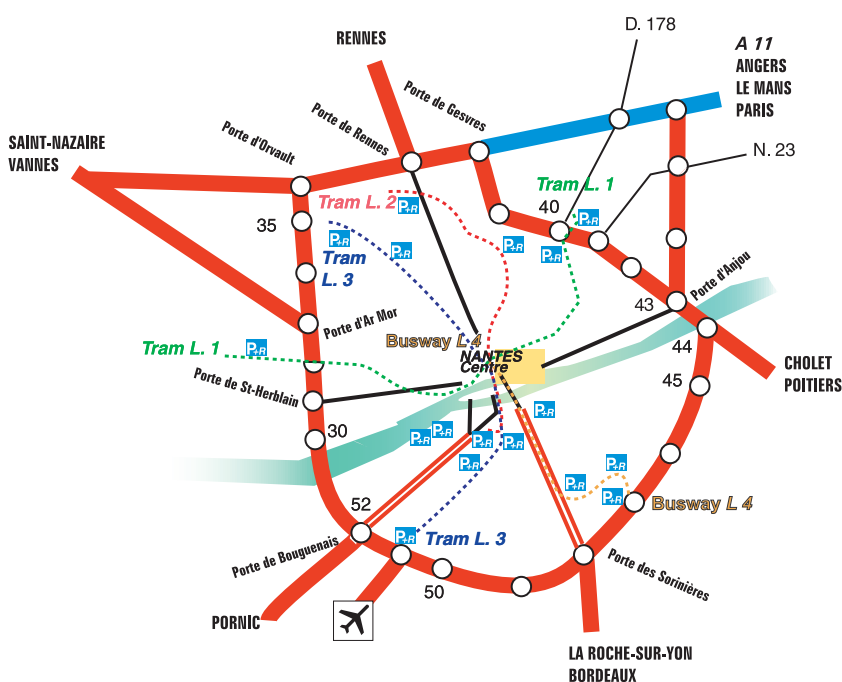 D. 178
RENNES
A 11
ANGERS
LE MANS
PARIS
Porte de Gesvres
Porte de Rennes
Porte d'Orvault
SAINT-NAZAIRE
VANNES
N. 23
Tram L. 1
Tram L. 2
P+R
P+R
40
35
P+R
P+R
P+R
Tram
L. 3
Porte d'Anjou
43
Porte d'Ar Mor
44
Busway L 4
Tram L. 1
P+R
NANTES
Centre
CHOLET
POITIERS
45
Porte de St-Herblain
P+R
30
P+R
P+R
P+R
P+R
P+R
P+R
P+R
P+R
52
Busway L 4
P+R
Tram L. 3
Porte de Bouguenais
50
Porte des Sorinières
PORNIC
LA ROCHE-SUR-YON
BORDEAUX